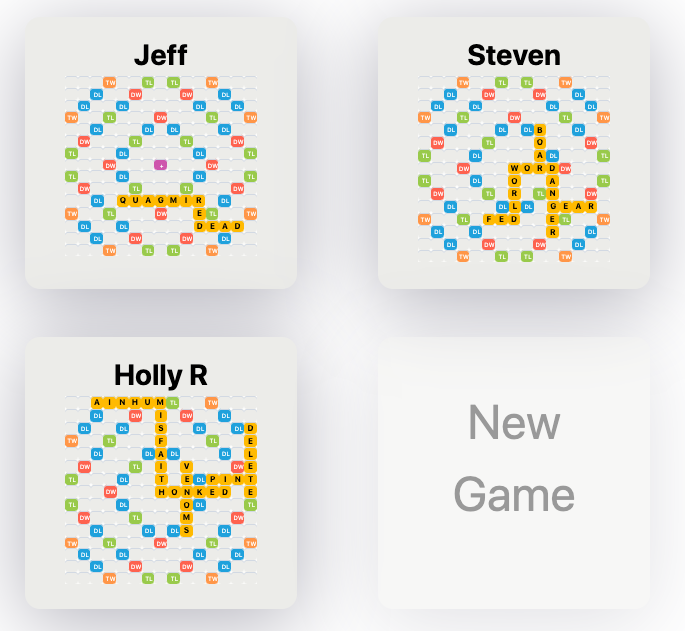 Jeff
TW TL TL TW
DL DW DW DL
DL DL DL DL
TW TL DW TL TW
DL DL DL DL
DW TL TL DW
TL DL DL TL
DW + DW
TL DL DL TL
DW TL TL DW
DL QUAGMIR DL
TW TL DW E TL TW
DL DL DEAD
DL DW DW DL
TW TL TL TW
Steven
TW TL TL TW
DL DW DW DL
DL DL DL DL
TW TL DW TL TW
DL DL DL B DL
DW TL O DW
TL DL A DL TL
DW WORD DW
TL DL O A DL TL
DW R TL N DW
DL DL L DL GEAR
TW TL FED E TL TW
DL DL R DL
DL DW DW DL
TW TL TL TW
Holly R
AINHUM TL TW
DL DW I DW DL
DL DL S DL DL D
TW TL F TL E
DL DL A DL L
DW TL I V DW E
TL DL T E DL PINT
DW HONKED E
TL DL O DL TL
DW TL M DW
DL DL DL S DL
TW TL DW TL TW
DL DL DL DL
DL DW DW DL
TW TL TL TW
New
Game